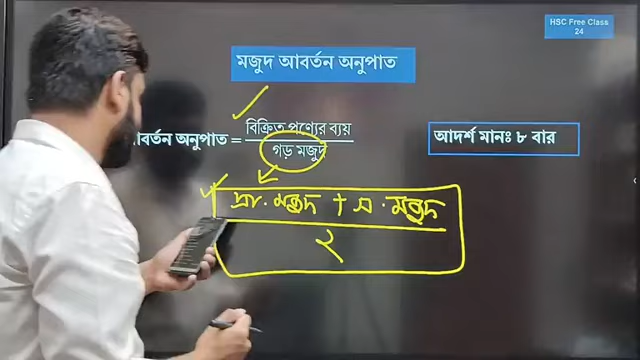 HSC Free Class
24
মজুদ আবর্তন অনুপাত
আবর্তন অনুপাত = বিক্রিত পণ্যের ব্যয়
গড় মজুদ
আদর্শ মানঃ ৮ বার
প্রা. মজুদ + স. মজুদ
২